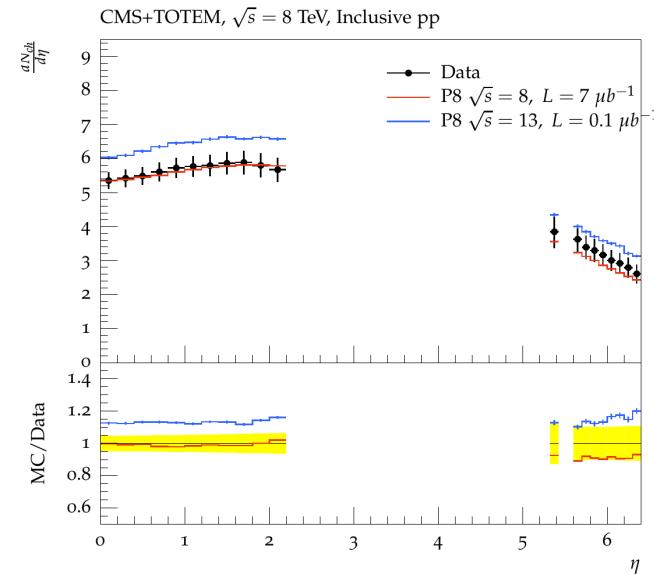 CMS+TOTEM, √s = 8 TeV, Inclusive pp
dN_ch/dη
Data
P8 √s = 8, L = 7 μb⁻¹
P8 √s = 13, L = 0.1 μb⁻
9
8
7
6
5
4
3
2
1
0
MC/Data
1.4
1.2
1
0.8
0.6
0 1 2 3 4 5 6
η